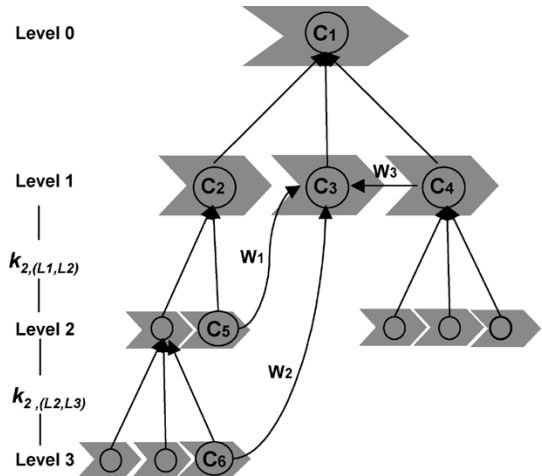 Level 0
C1
Level 1
C2
C3
W3
C4
k2,(L1,L2)
W1
Level 2
C5
W2
k2,(L2,L3)
Level 3
C6